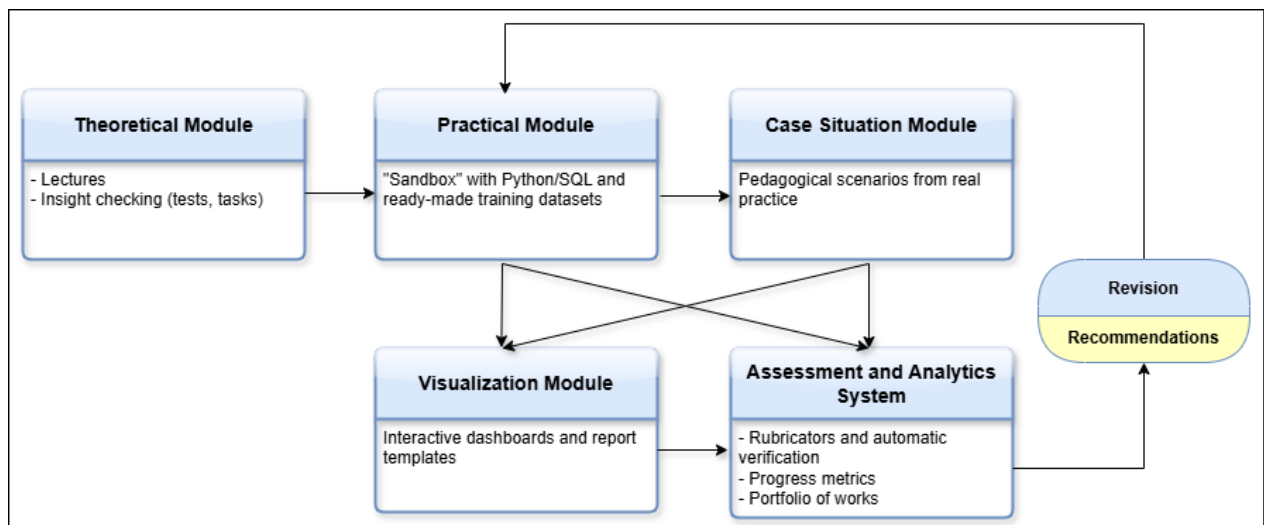 Theoretical Module
- Lectures
- Insight checking (tests, tasks)
Practical Module
"Sandbox" with Python/SQL and
ready-made training datasets
Case Situation Module
Pedagogical scenarios from real
practice
Revision
Recommendations
Visualization Module
Interactive dashboards and report
templates
Assessment and Analytics
System
- Rubricators and automatic
verification
- Progress metrics
- Portfolio of works